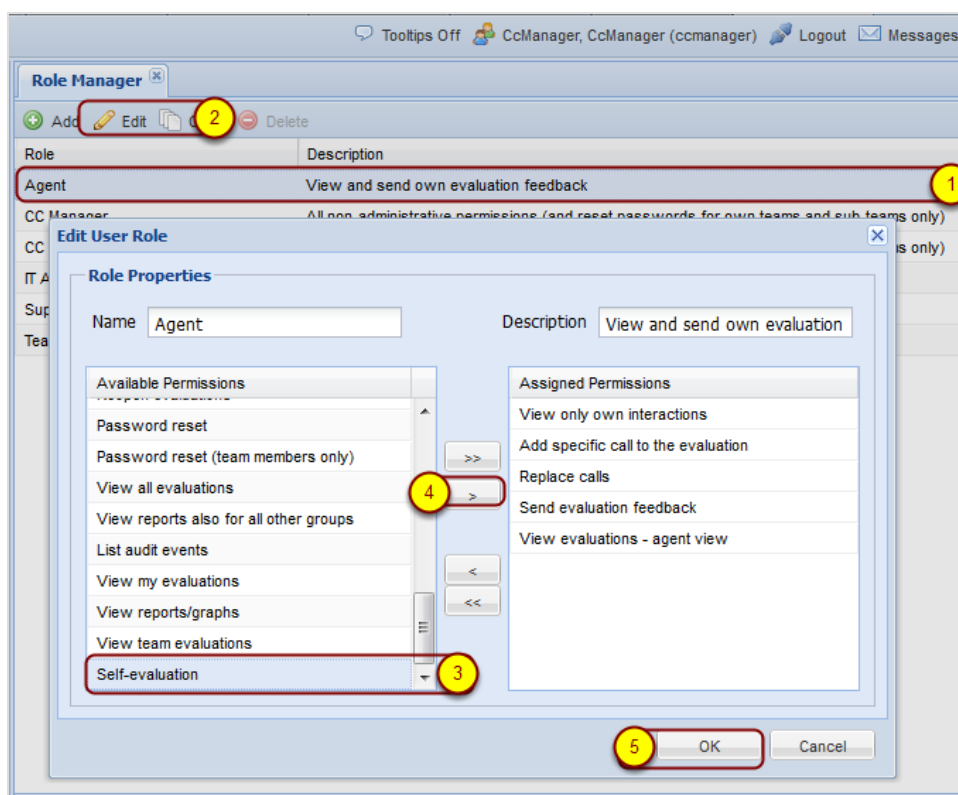 Tooltips Off CcManager, CcManager (ccmanager) Logout Messages
Role Manager
Add Edit 2 Delete
Role Description
Agent View and send own evaluation feedback 1
CC Manager All non administrative permissions (and reset passwords for own teams and sub teams only)
CC s only)
IT A
Sup
Tea
Edit User Role
Role Properties
Name Agent Description View and send own evaluation
Available Permissions
Password reset
Password reset (team members only)
View all evaluations
View reports also for all other groups
List audit events
View my evaluations
View reports/graphs
View team evaluations
Self-evaluation 3
>>
4 >
<
<<
Assigned Permissions
View only own interactions
Add specific call to the evaluation
Replace calls
Send evaluation feedback
View evaluations - agent view
5 OK Cancel